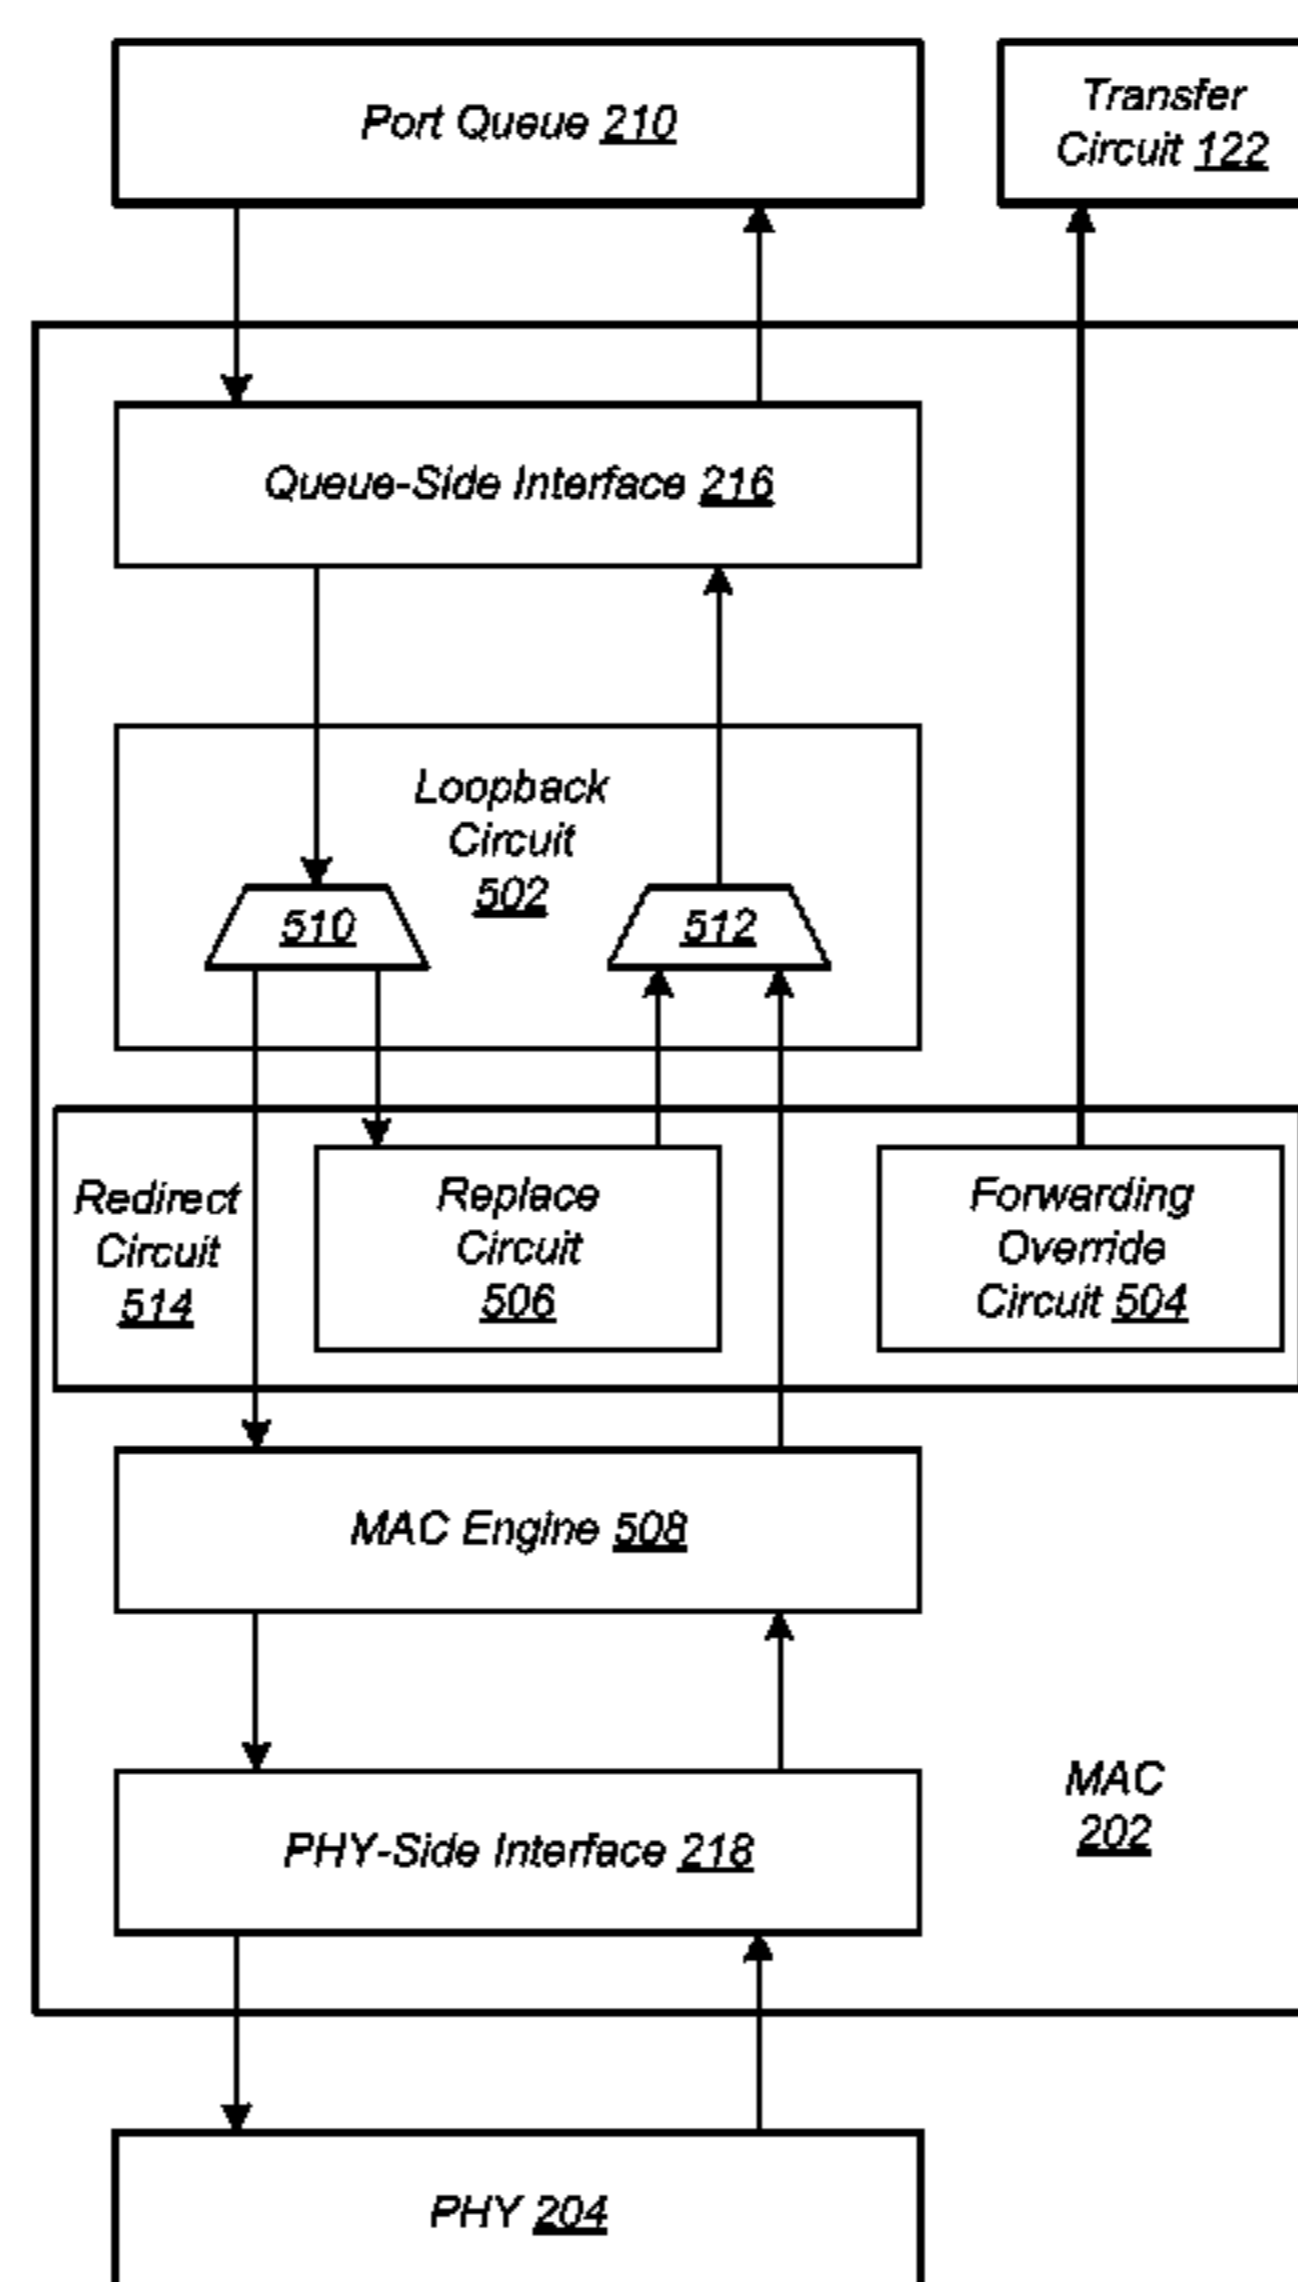 Port Queue 210
Transfer
Circuit 122
Queue-Side Interface 216
Loopback
Circuit
502
510
512
Redirect
Circuit
514
Replace
Circuit
506
Forwarding
Override
Circuit 504
MAC Engine 508
PHY-Side Interface 218
MAC
202
PHY 204